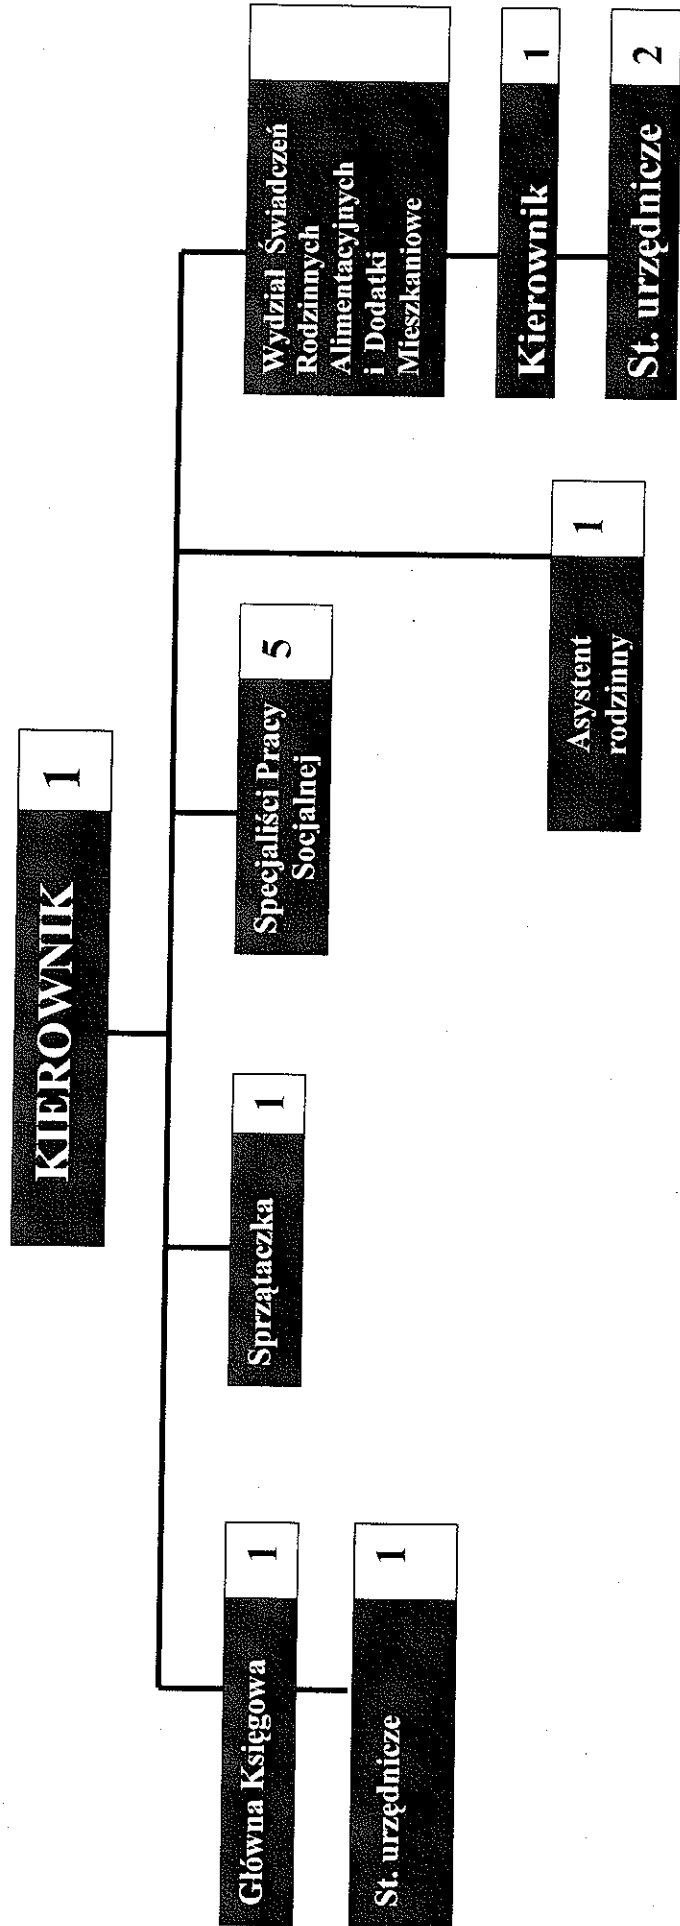 KIEROWNIK 1
Główna Księgowa 1
St. urzędnicze 1
Sprzątaczka 1
Specjaliści Pracy 5
Socjalnej
Asystent 1
rodzinny
Wydział Świadczeń
Rodzinnych
Alimentacyjnych
i Dodatki
Mieszkaniowe
Kierownik 1
St. urzędnicze 2